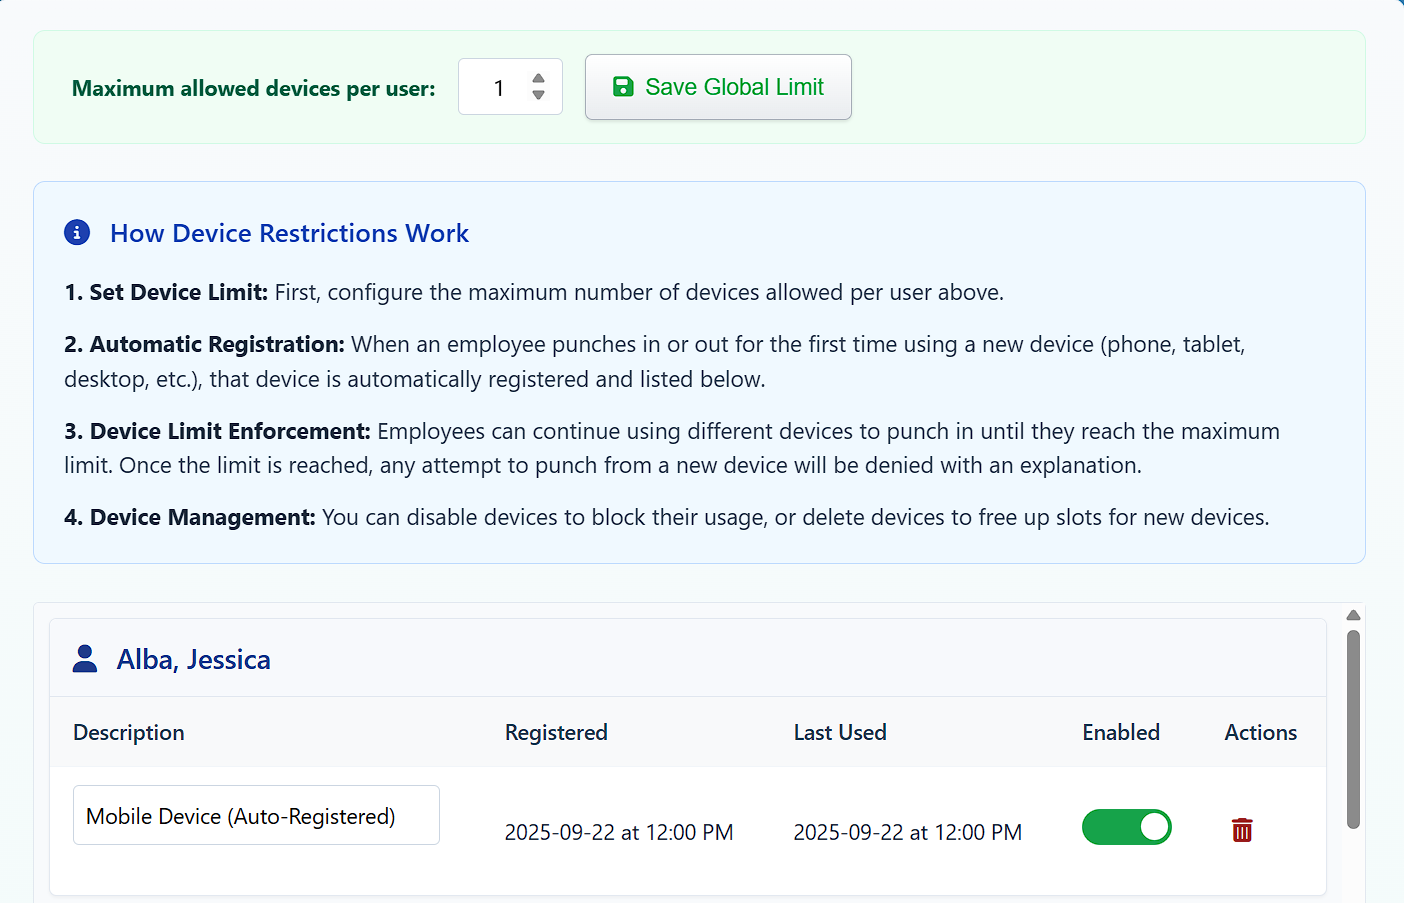 Maximum allowed devices per user:
1
Save Global Limit
How Device Restrictions Work
1. Set Device Limit: First, configure the maximum number of devices allowed per user above.
2. Automatic Registration: When an employee punches in or out for the first time using a new device (phone, tablet,
desktop, etc.), that device is automatically registered and listed below.
3. Device Limit Enforcement: Employees can continue using different devices to punch in until they reach the maximum
limit. Once the limit is reached, any attempt to punch from a new device will be denied with an explanation.
4. Device Management: You can disable devices to block their usage, or delete devices to free up slots for new devices.
Alba, Jessica
Description Registered Last Used Enabled Actions
Mobile Device (Auto-Registered) 2025-09-22 at 12:00 PM 2025-09-22 at 12:00 PM